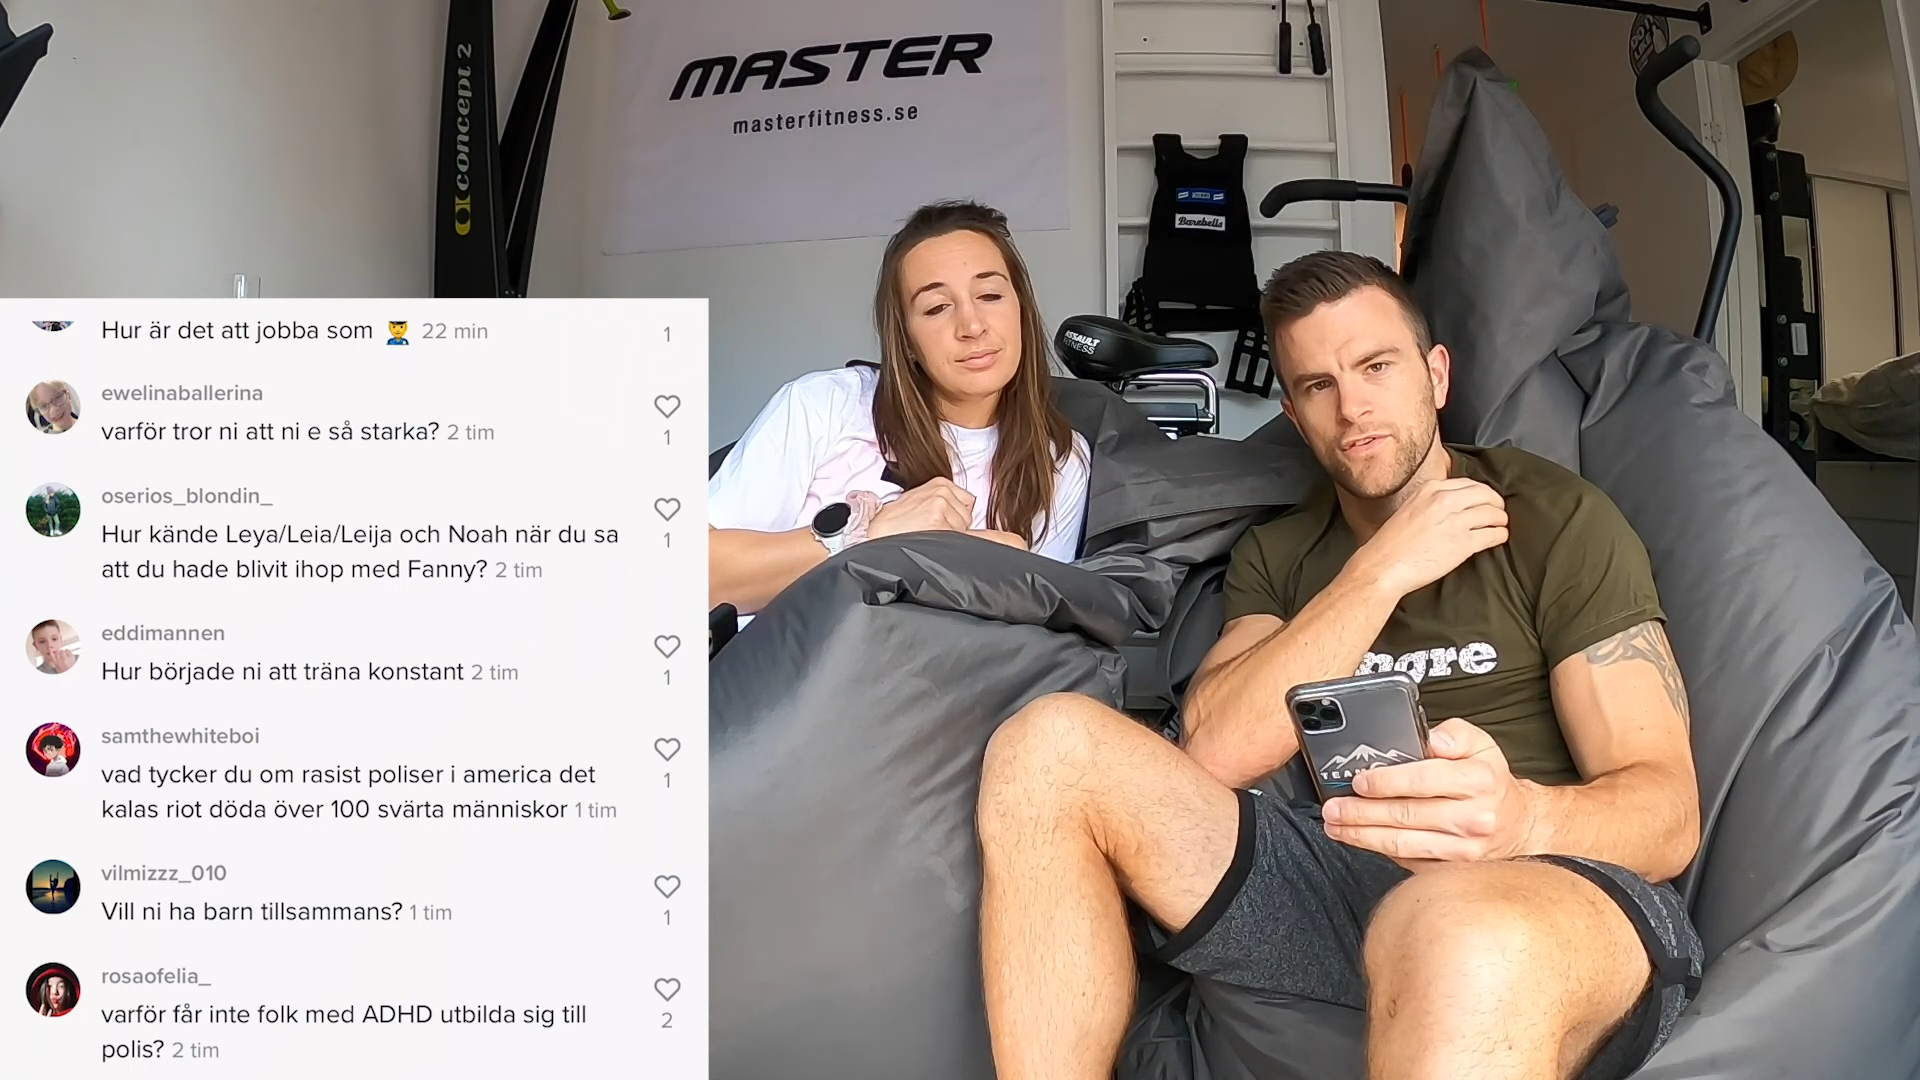 concept 2
MASTER
masterfitness.se
Barebells
ASSAULT
FITNESS
Hur är det att jobba som 22 min
1
ewelinaballerina
varför tror ni att ni e så starka? 2 tim
1
oserios_blondin_
Hur kände Leya/Leia/Leija och Noah när du sa
att du hade blivit ihop med Fanny? 2 tim
1
eddimannen
Hur började ni att träna konstant 2 tim
1
samthewhiteboi
vad tycker du om rasist poliser i america det
kalas riot döda över 100 svärta människor 1 tim
1
vilmizzz_010
Vill ni ha barn tillsammans? 1 tim
1
rosaofelia_
varför får inte folk med ADHD utbilda sig till
polis? 2 tim
2